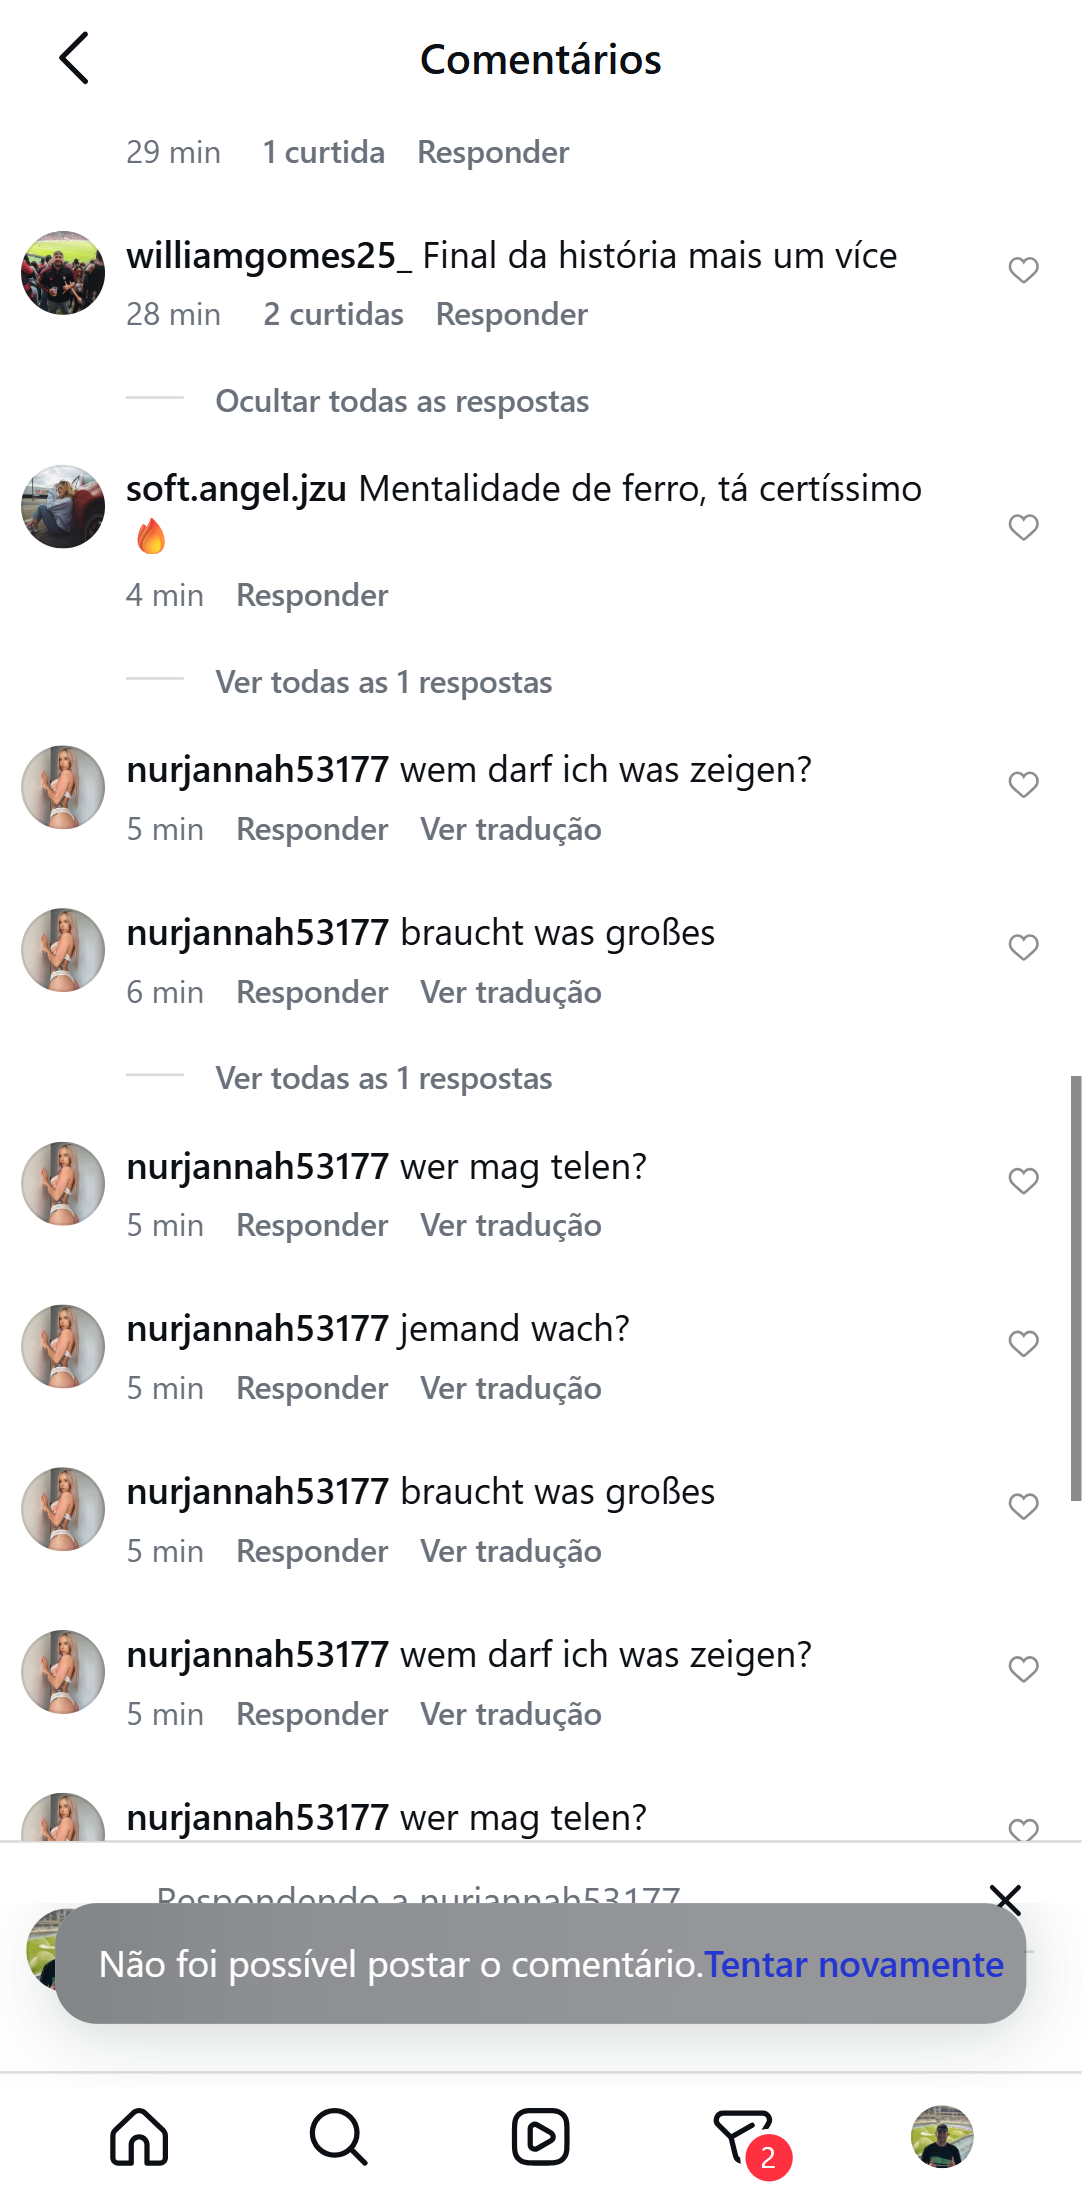 Comentários
29 min 1 curtida Responder
williamgomes25_ Final da história mais um více
28 min 2 curtidas Responder
Ocultar todas as respostas
soft.angel.jzu Mentalidade de ferro, tá certíssimo
🔥
4 min Responder
Ver todas as 1 respostas
nurjannah53177 wem darf ich was zeigen?
5 min Responder Ver tradução
nurjannah53177 braucht was großes
6 min Responder Ver tradução
Ver todas as 1 respostas
nurjannah53177 wer mag telen?
5 min Responder Ver tradução
nurjannah53177 jemand wach?
5 min Responder Ver tradução
nurjannah53177 braucht was großes
5 min Responder Ver tradução
nurjannah53177 wem darf ich was zeigen?
5 min Responder Ver tradução
nurjannah53177 wer mag telen?
Respondendo a nurjannah53177
Não foi possível postar o comentário.Tentar novamente
2